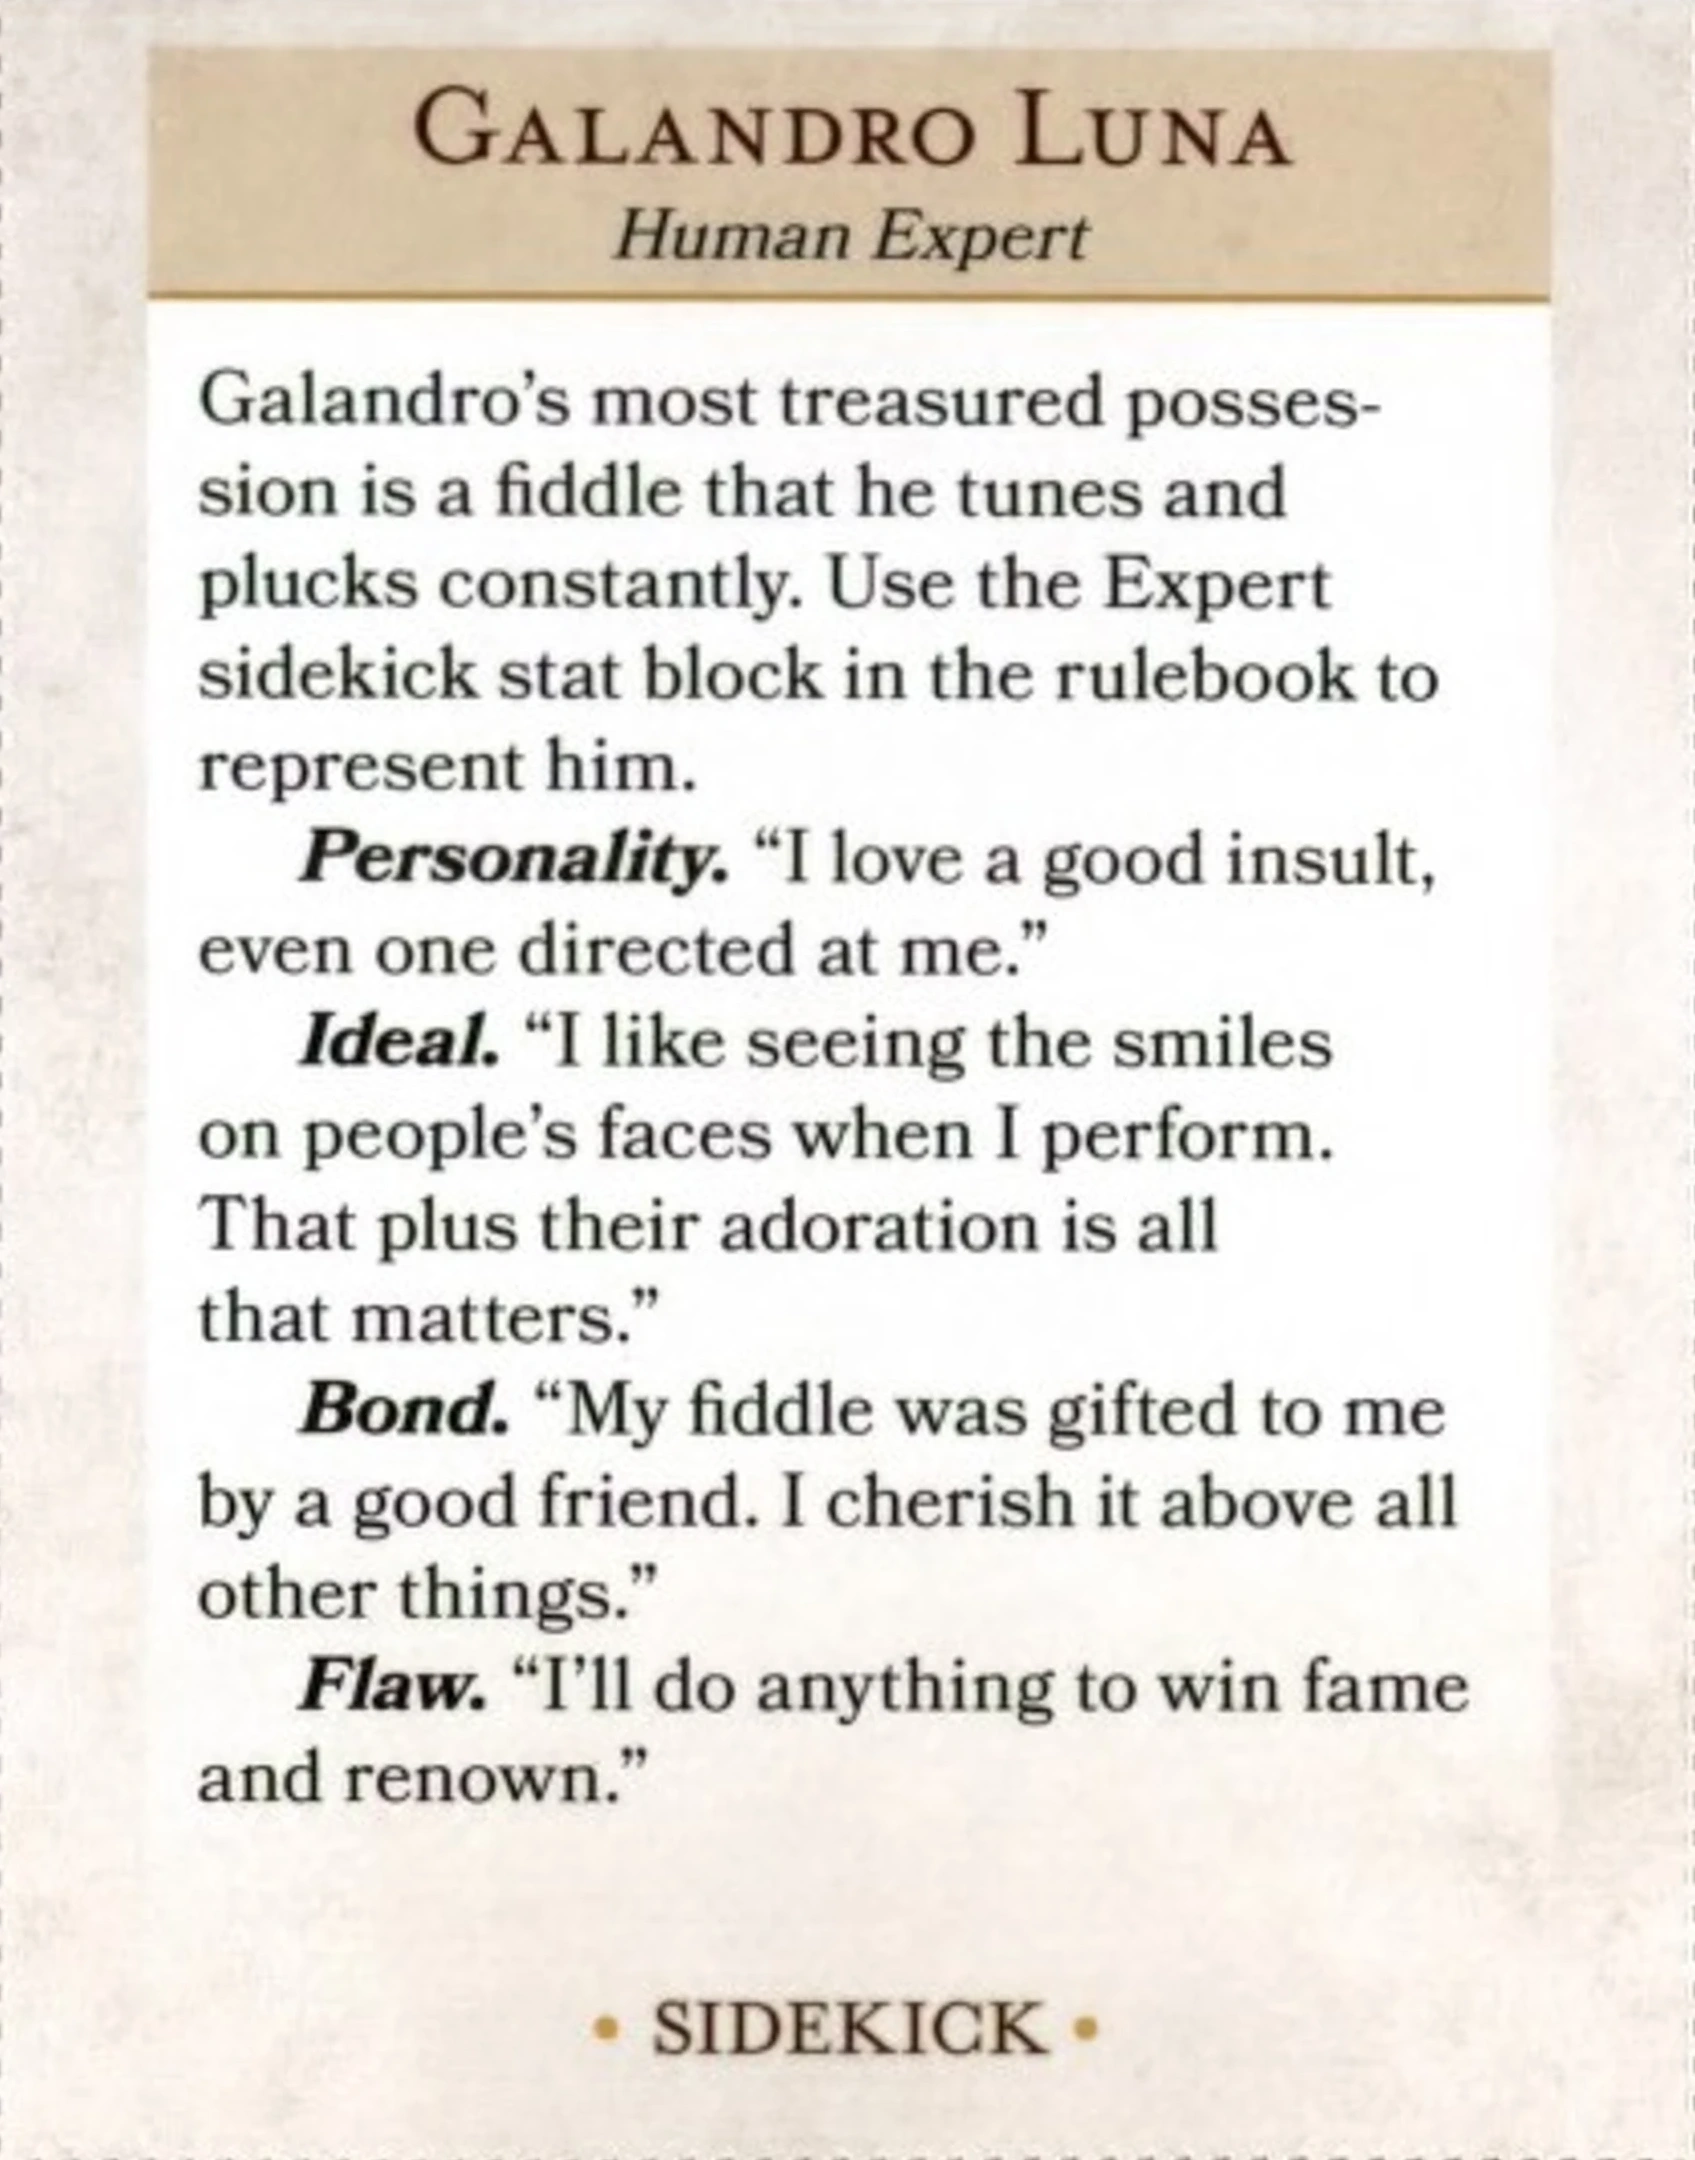 GALANDRO LUNA
Human Expert
Galandro’s most treasured posses-
sion is a fiddle that he tunes and
plucks constantly. Use the Expert
sidekick stat block in the rulebook to
represent him.
Personality. “I love a good insult,
even one directed at me.”
Ideal. “I like seeing the smiles
on people’s faces when I perform.
That plus their adoration is all
that matters.”
Bond. “My fiddle was gifted to me
by a good friend. I cherish it above all
other things.”
Flaw. “I’ll do anything to win fame
and renown.”
• SIDEKICK •